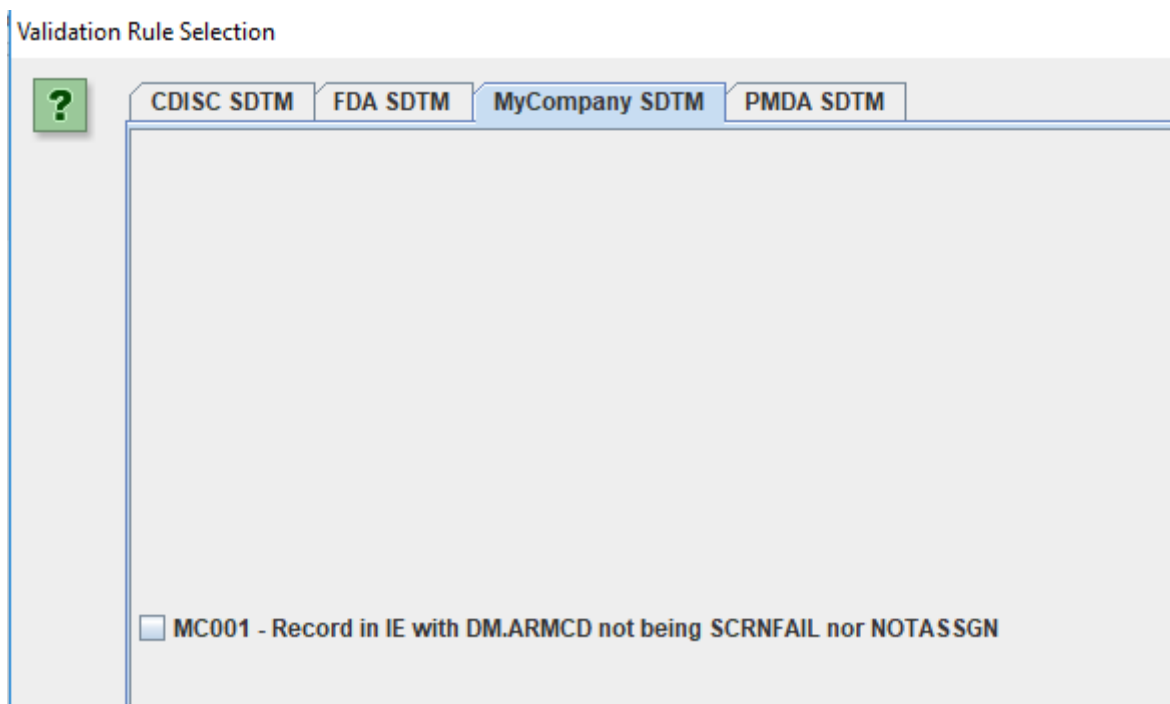 Validation Rule Selection
?
CDISC SDTM FDA SDTM MyCompany SDTM PMDA SDTM
MC001 - Record in IE with DM.ARMCD not being SCRNFAIL nor NOTASSGN